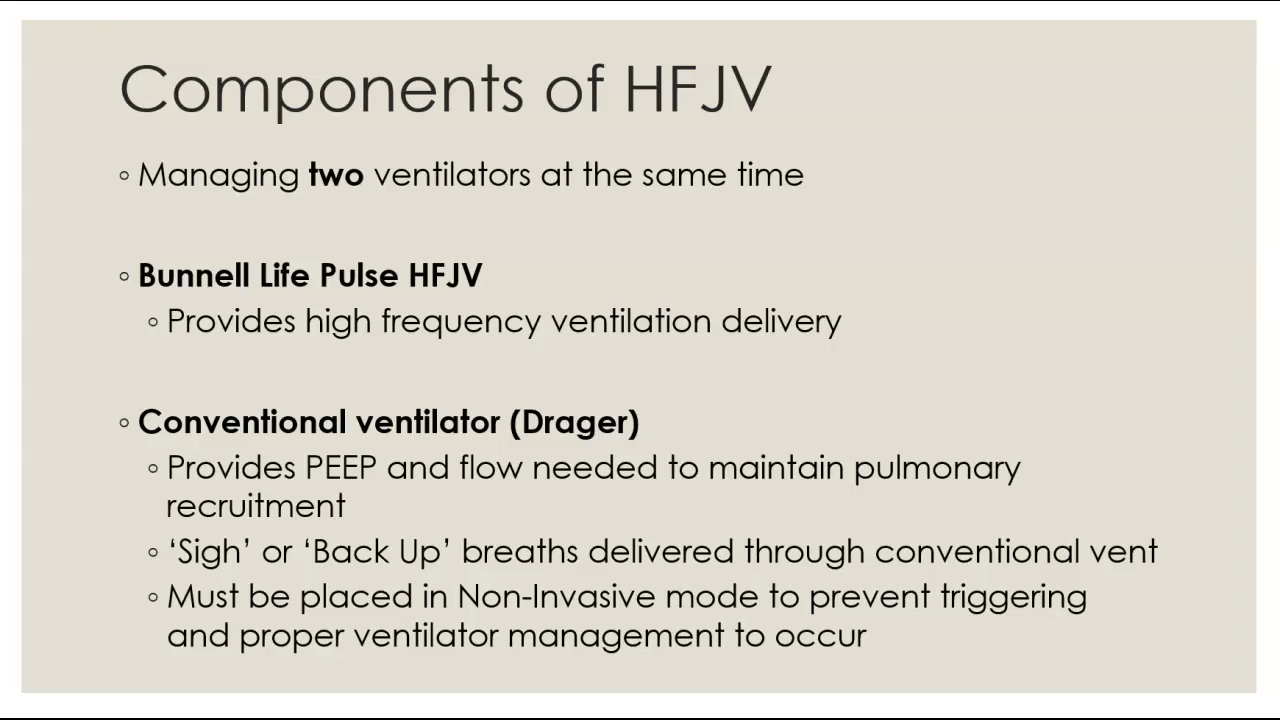 Components of HFJV
◦ Managing two ventilators at the same time
◦ Bunnell Life Pulse HFJV
◦ Provides high frequency ventilation delivery
◦ Conventional ventilator (Drager)
◦ Provides PEEP and flow needed to maintain pulmonary
recruitment
◦ ‘Sigh’ or ‘Back Up’ breaths delivered through conventional vent
◦ Must be placed in Non-Invasive mode to prevent triggering
and proper ventilator management to occur